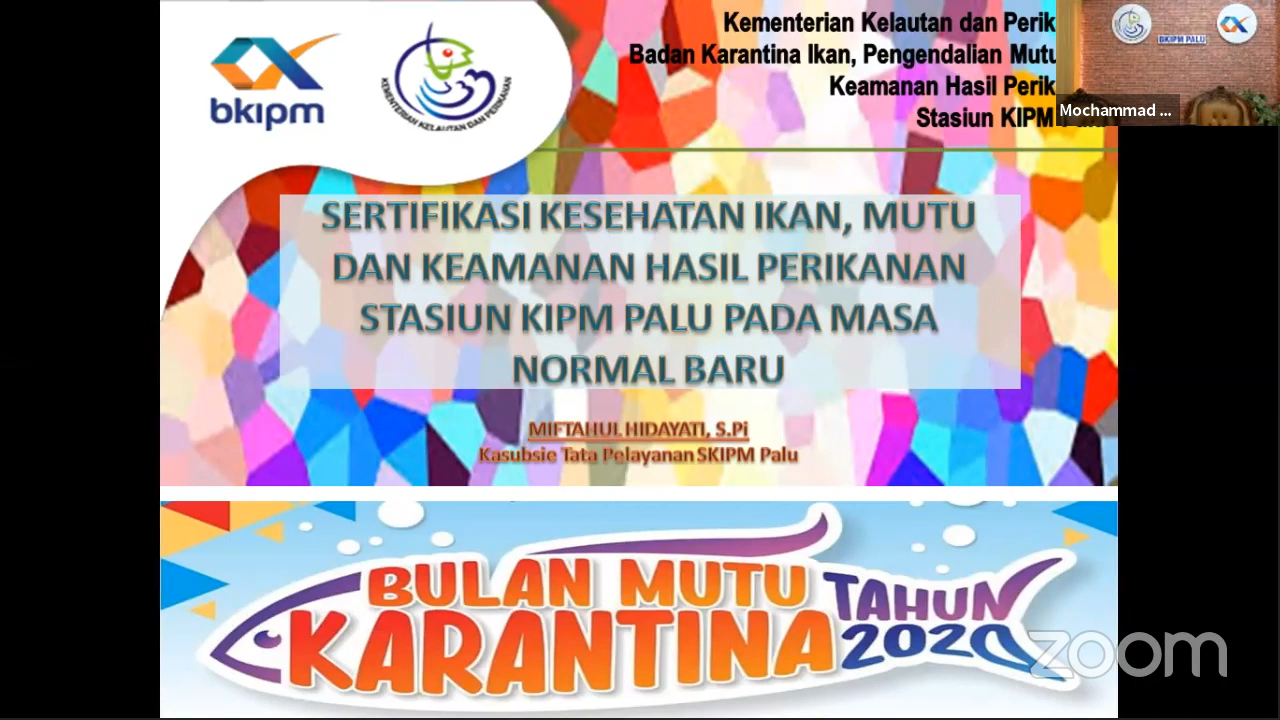 bkipm
KEMENTERIAN KELAUTAN DAN PERIKANAN
Kementerian Kelautan dan Perik
Badan Karantina Ikan, Pengendalian Mutu
Keamanan Hasil Perik
Stasiun KIPM
BKIPM PALU
Mochammad ...
SERTIFIKASI KESEHATAN IKAN, MUTU
DAN KEAMANAN HASIL PERIKANAN
STASIUN KIPM PALU PADA MASA
NORMAL BARU
MIFTAHUL HIDAYATI, S.Pi
Kasubsie Tata Pelayanan SKIPM Palu
BULAN MUTU
KARANTINA
TAHUN
2020
zoom